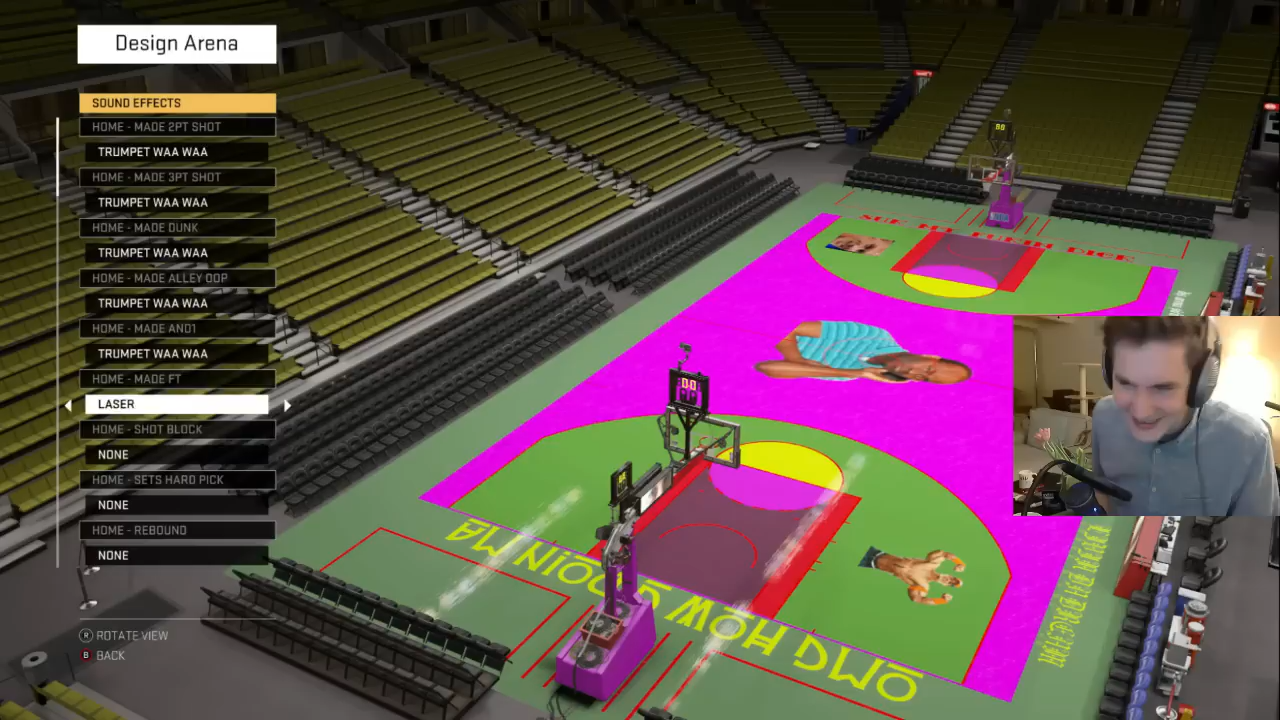 Design Arena
SOUND EFFECTS
HOME - MADE 2PT SHOT
TRUMPET WAA WAA
HOME - MADE 3PT SHOT
TRUMPET WAA WAA
HOME - MADE DUNK
TRUMPET WAA WAA
HOME - MADE ALLEY OOP
TRUMPET WAA WAA
HOME - MADE AND1
TRUMPET WAA WAA
HOME - MADE FT
LASER
HOME - SHOT BLOCK
NONE
HOME - SETS HARD PICK
NONE
HOME - REBOUND
NONE
R ROTATE VIEW
B BACK
OMG HOW GOOIN MA